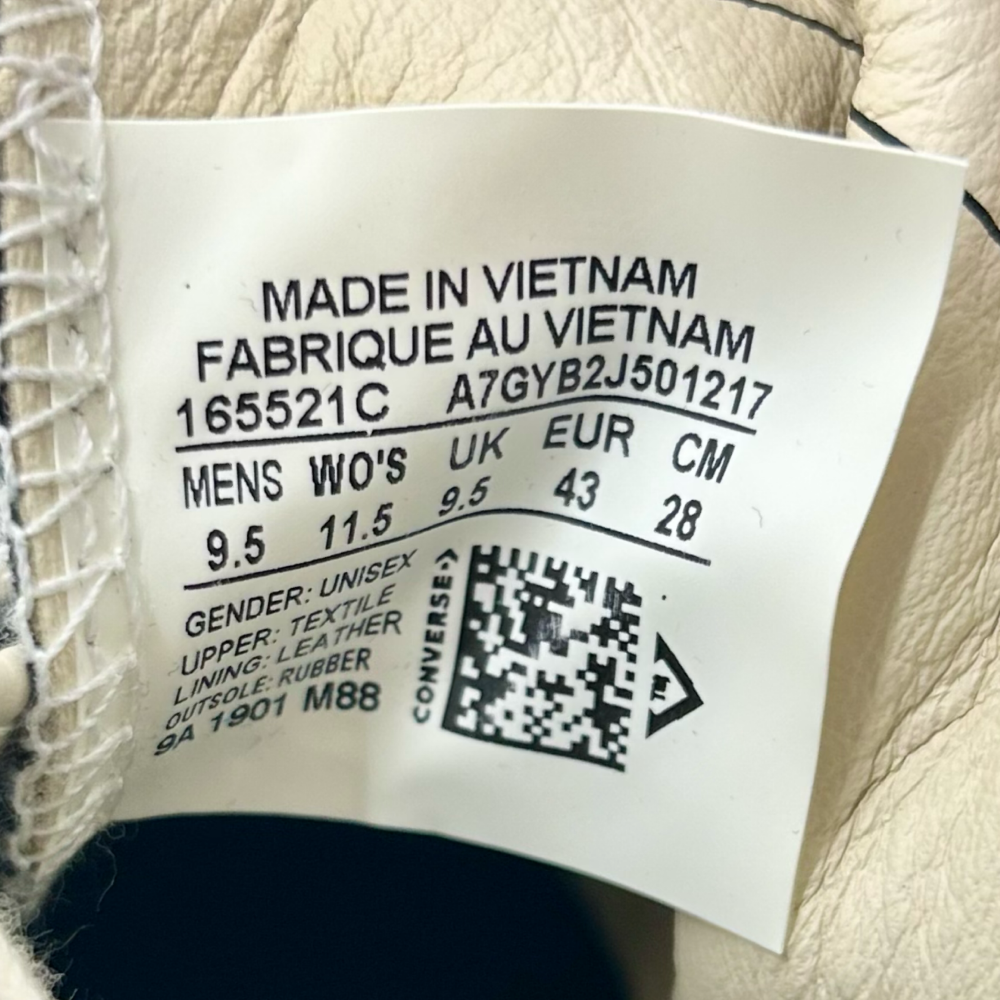 MADE IN VIETNAM
FABRIQUE AU VIETNAM
165521C A7GYB2J501217
MENS WO'S UK EUR CM
9.5 11.5 9.5 43 28
GENDER: UNISEX
UPPER: TEXTILE
LINING: LEATHER
OUTSOLE: RUBBER
9A 1901 M88
CONVERSE